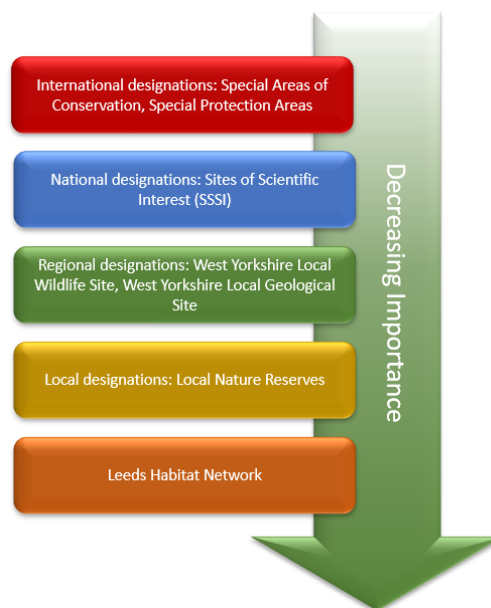 International designations: Special Areas of
Conservation, Special Protection Areas
National designations: Sites of Scientific
Interest (SSSI)
Regional designations: West Yorkshire Local
Wildlife Site, West Yorkshire Local Geological
Site
Local designations: Local Nature Reserves
Leeds Habitat Network
Decreasing Importance